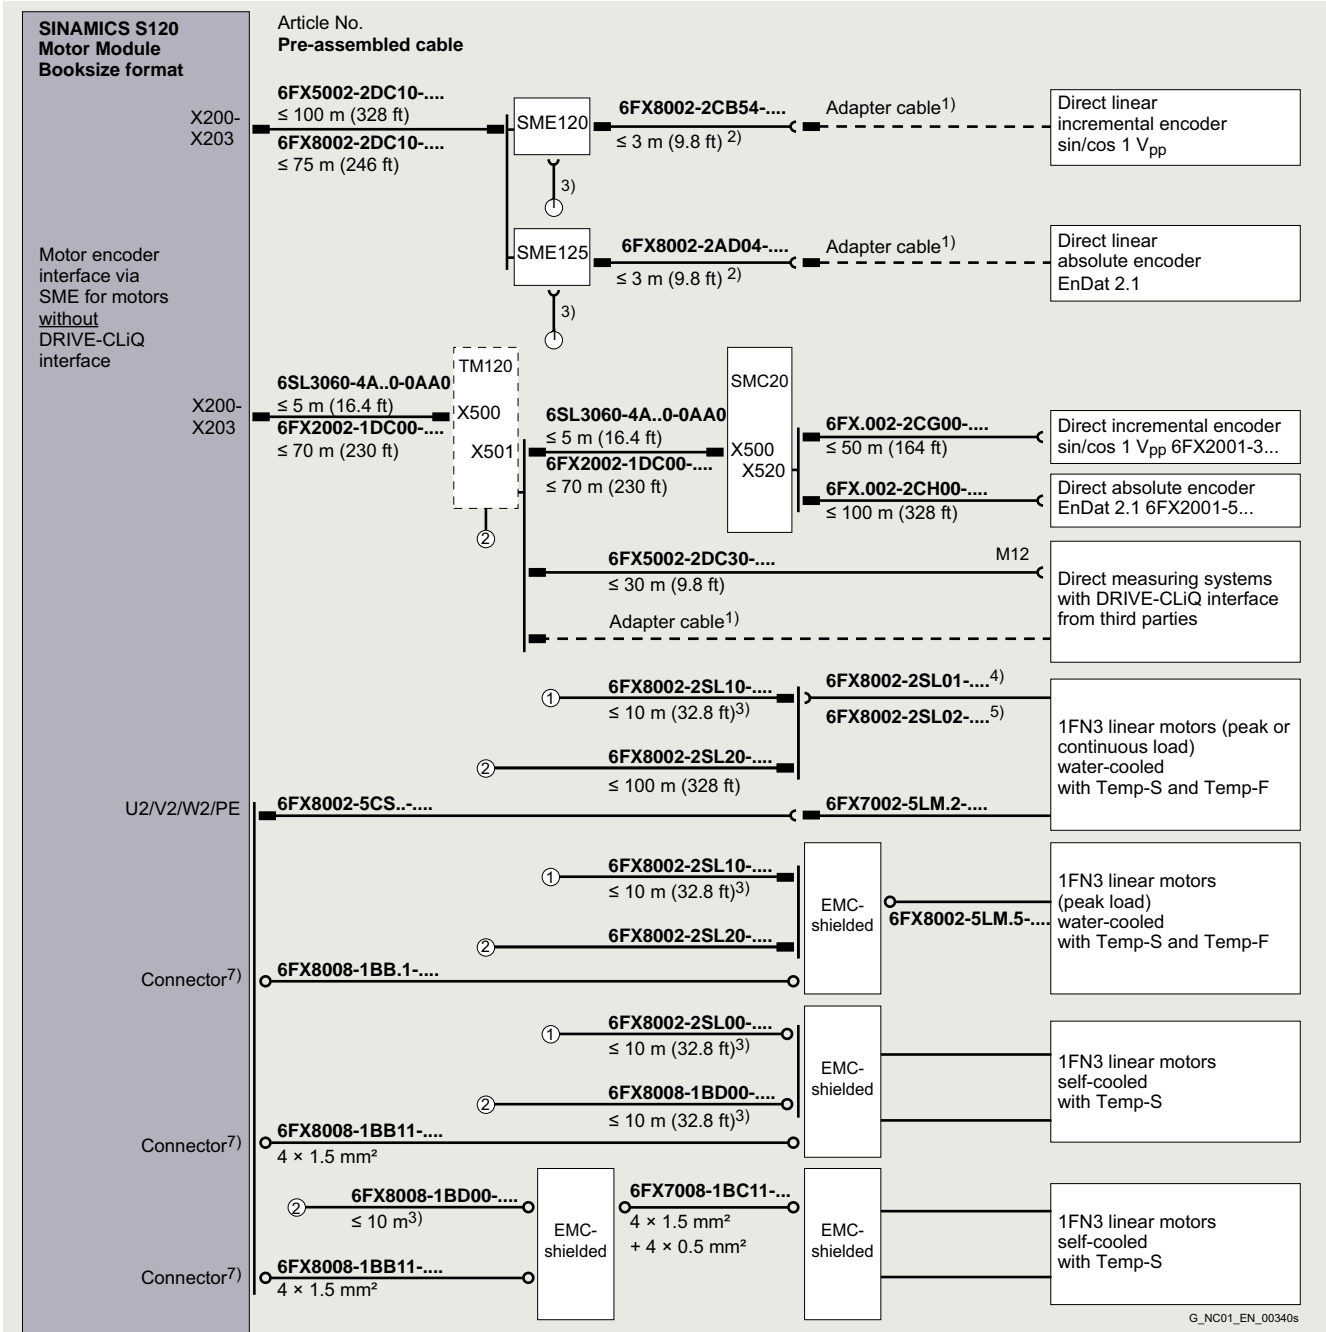 SINAMICS S120
Motor Module
Booksize format
Article No.
Pre-assembled cable
X200-
X203
6FX5002-2DC10-....
≤ 100 m (328 ft)
6FX8002-2DC10-....
≤ 75 m (246 ft)
SME120
3)
6FX8002-2CB54-....
≤ 3 m (9.8 ft) 2)
Adapter cable1)
Direct linear
incremental encoder
sin/cos 1 Vpp
SME125
3)
6FX8002-2AD04-....
≤ 3 m (9.8 ft) 2)
Adapter cable1)
Direct linear
absolute encoder
EnDat 2.1
Motor encoder
interface via
SME for motors
without
DRIVE-CLiQ
interface
X200-
X203
6SL3060-4A..0-0AA0
≤ 5 m (16.4 ft)
6FX2002-1DC00-....
≤ 70 m (230 ft)
TM120
X500
X501
2
6SL3060-4A..0-0AA0
≤ 5 m (16.4 ft)
6FX2002-1DC00-....
≤ 70 m (230 ft)
SMC20
X500
X520
6FX.002-2CG00-....
≤ 50 m (164 ft)
Direct incremental encoder
sin/cos 1 Vpp 6FX2001-3...
6FX.002-2CH00-....
≤ 100 m (328 ft)
Direct absolute encoder
EnDat 2.1 6FX2001-5...
6FX5002-2DC30-....
≤ 30 m (9.8 ft)
M12
Adapter cable1)
Direct measuring systems
with DRIVE-CLiQ interface
from third parties
1
6FX8002-2SL10-....
≤ 10 m (32.8 ft)3)
6FX8002-2SL01-....4)
6FX8002-2SL02-....5)
2
6FX8002-2SL20-....
≤ 100 m (328 ft)
1FN3 linear motors (peak or
continuous load)
water-cooled
with Temp-S and Temp-F
U2/V2/W2/PE
6FX8002-5CS..-....
6FX7002-5LM.2-....
1
6FX8002-2SL10-....
≤ 10 m (32.8 ft)3)
2
6FX8002-2SL20-....
Connector7)
6FX8008-1BB.1-....
EMC-
shielded
6FX8002-5LM.5-....
1FN3 linear motors
(peak load)
water-cooled
with Temp-S and Temp-F
1
6FX8002-2SL00-....
≤ 10 m (32.8 ft)3)
2
6FX8008-1BD00-....
≤ 10 m (32.8 ft)3)
Connector7)
6FX8008-1BB11-....
4 × 1.5 mm²
EMC-
shielded
1FN3 linear motors
self-cooled
with Temp-S
2
6FX8008-1BD00-....
≤ 10 m3)
Connector7)
6FX8008-1BB11-....
4 × 1.5 mm²
EMC-
shielded
6FX7008-1BC11-...
4 × 1.5 mm²
+ 4 × 0.5 mm²
EMC-
shielded
1FN3 linear motors
self-cooled
with Temp-S
G_NC01_EN_00340s